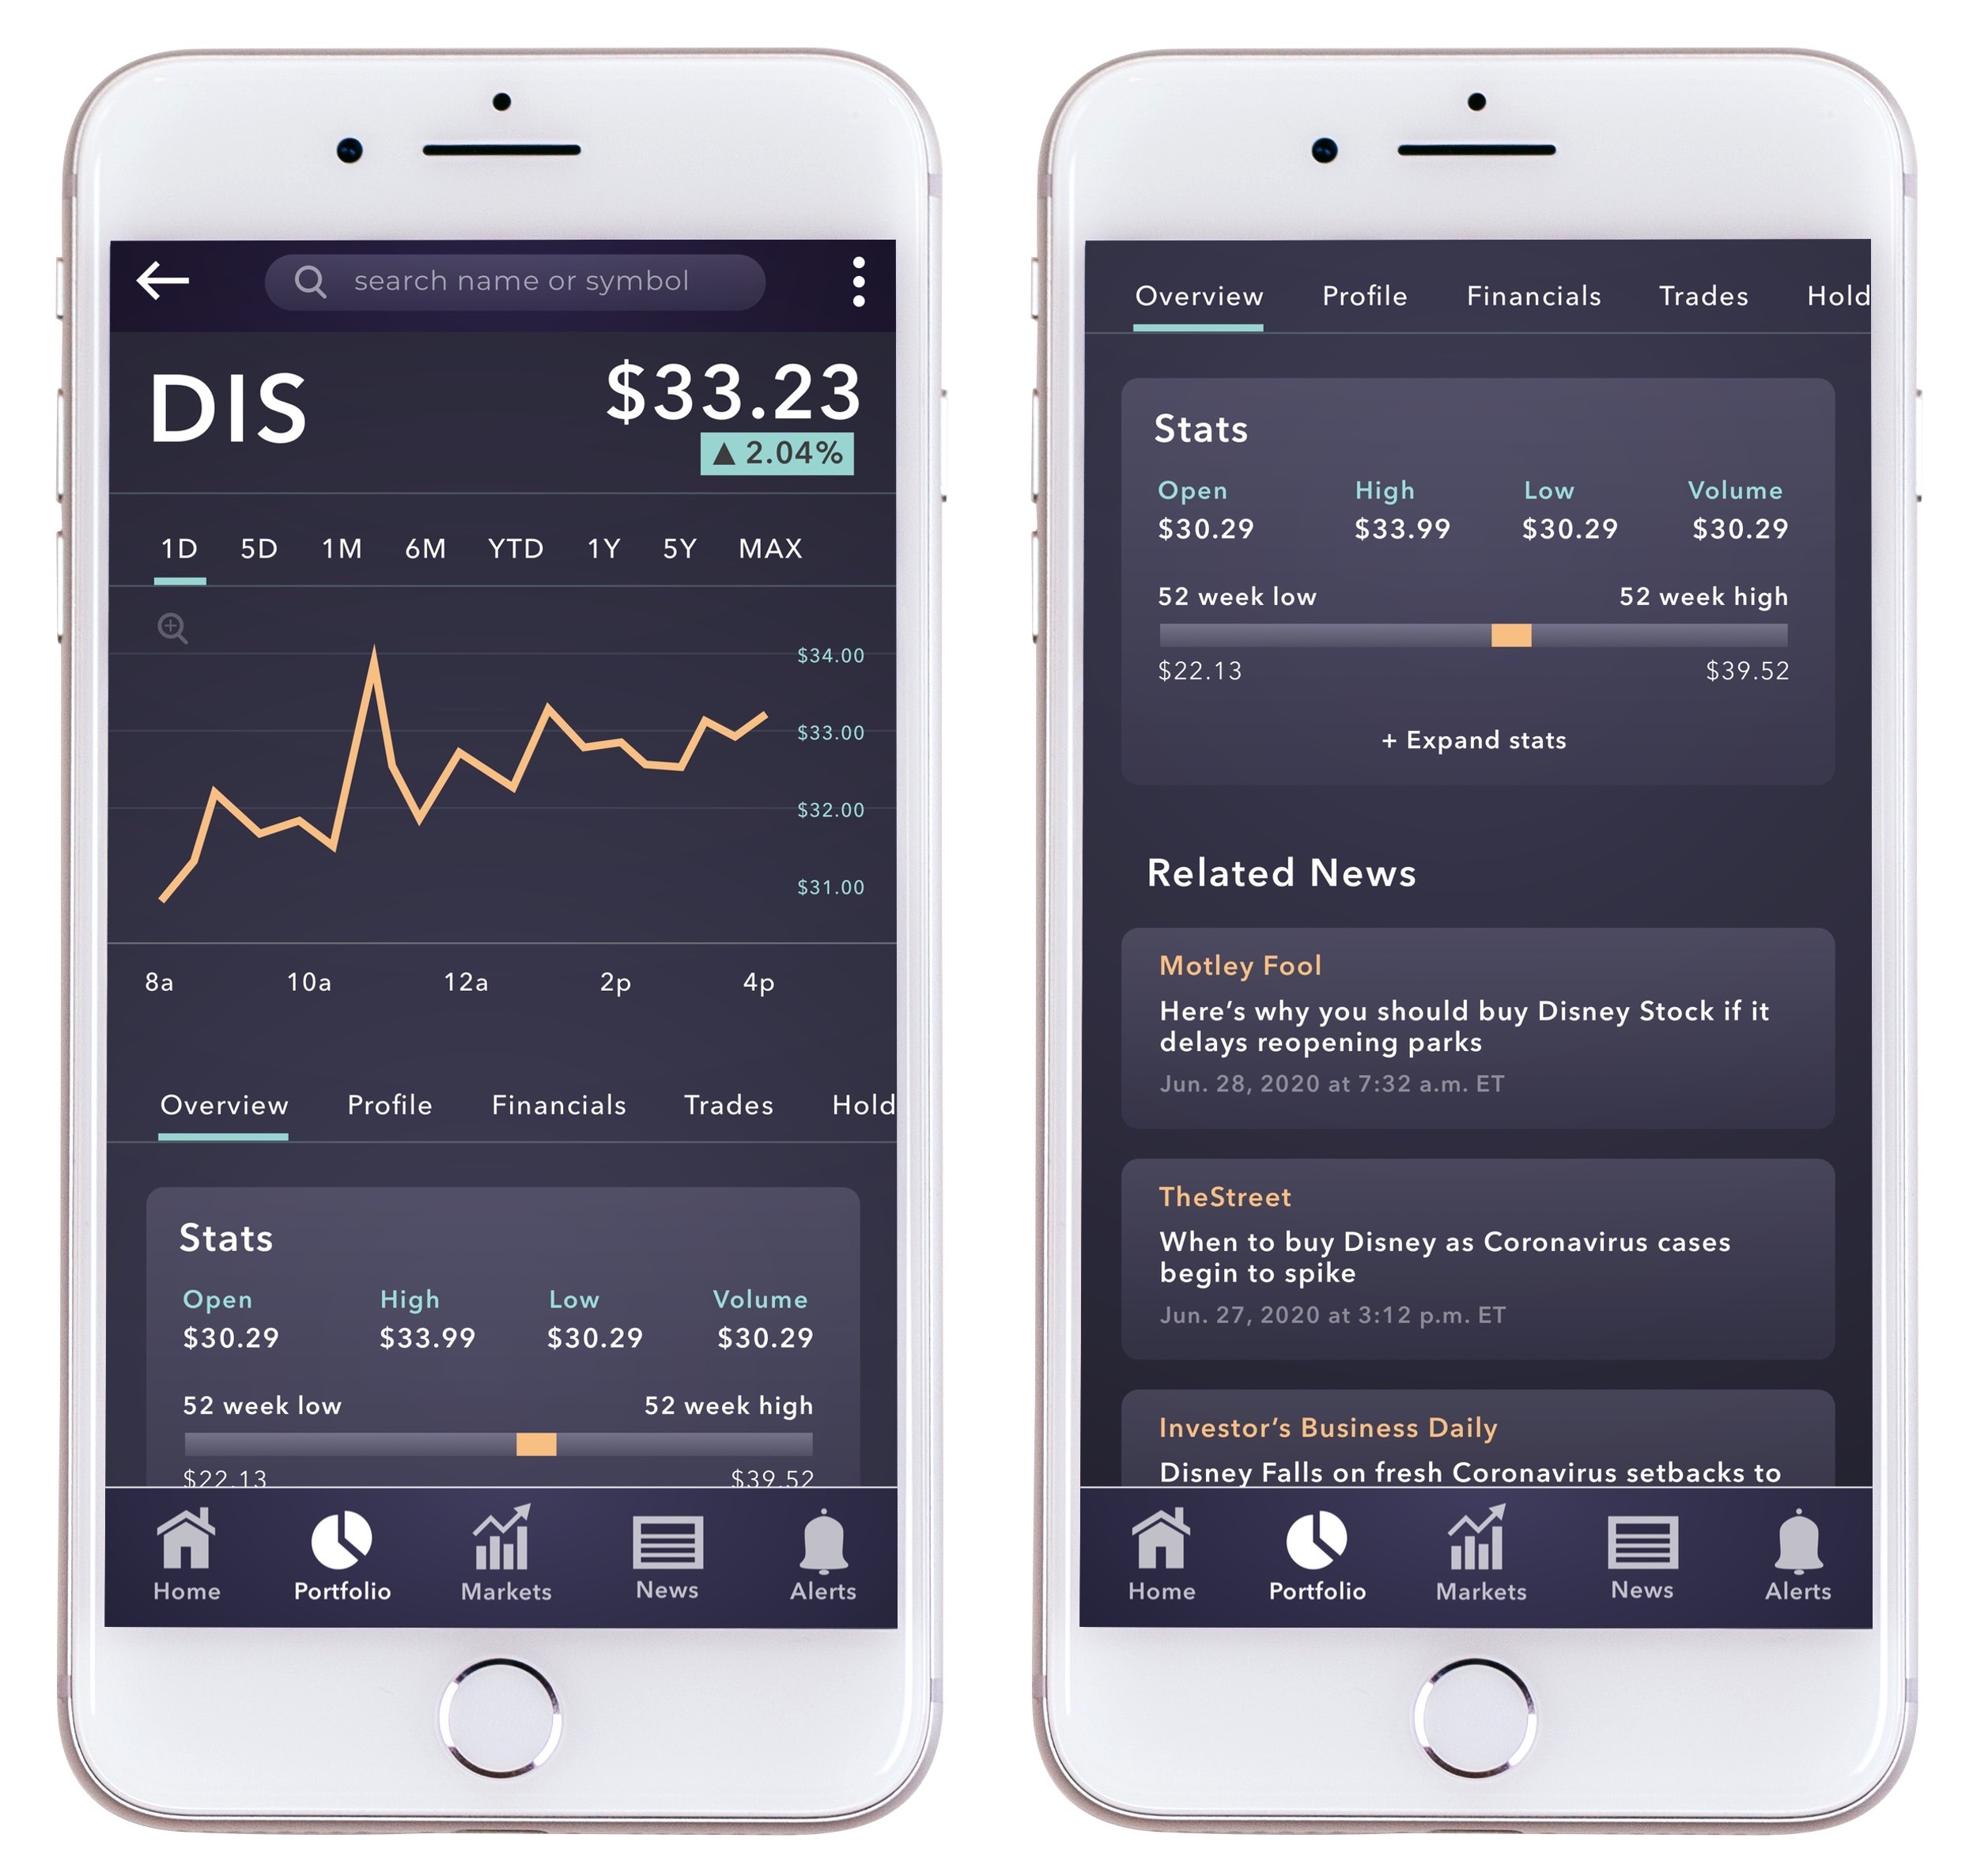 search name or symbol
DIS
$33.23
▲ 2.04%
1D 5D 1M 6M YTD 1Y 5Y MAX
$34.00
$33.00
$32.00
$31.00
8a 10a 12a 2p 4p
Overview Profile Financials Trades Hold
Stats
Open High Low Volume
$30.29 $33.99 $30.29 $30.29
52 week low 52 week high
$22.13 $39.52
Home Portfolio Markets News Alerts
Overview Profile Financials Trades Hold
Stats
Open High Low Volume
$30.29 $33.99 $30.29 $30.29
52 week low 52 week high
$22.13 $39.52
+ Expand stats
Related News
Motley Fool
Here’s why you should buy Disney Stock if it
delays reopening parks
Jun. 28, 2020 at 7:32 a.m. ET
TheStreet
When to buy Disney as Coronavirus cases
begin to spike
Jun. 27, 2020 at 3:12 p.m. ET
Investor’s Business Daily
Disney Falls on fresh Coronavirus setbacks to
Home Portfolio Markets News Alerts